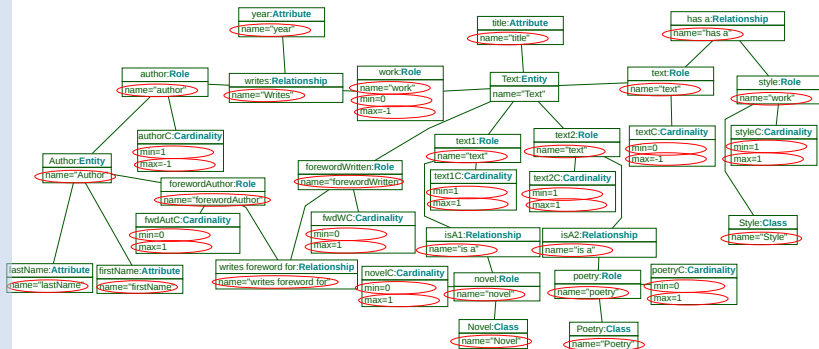 year:Attribute
name="year"
title:Attribute
name="title"
has a:Relationship
name="has a"
author:Role
name="author"
writes:Relationship
name="Writes"
work:Role
name="work"
min=0
max=-1
Text:Entity
name="Text"
text:Role
name="text"
style:Role
name="work"
authorC:Cardinality
min=1
max=-1
text1:Role
name="text"
text2:Role
name="text"
textC:Cardinality
min=0
max=-1
styleC:Cardinality
min=1
max=1
Author:Entity
name="Author"
forewordAuthor:Role
name="forewordAuthor"
forewordWritten:Role
name="forewordWritten
text1C:Cardinality
min=1
max=1
text2C:Cardinality
min=1
max=1
fwdAutC:Cardinality
min=0
max=1
fwdWC:Cardinality
min=0
max=1
isA1:Relationship
name="is a"
isA2:Relationship
name="is a"
Style:Class
name="Style"
lastName:Attribute
name="lastName"
firstName:Attribute
name="firstName"
writes foreword for:Relationship
name="writes foreword for
novelC:Cardinality
min=0
max=1
novel:Role
name="novel"
poetry:Role
name="poetry"
poetryC:Cardinality
min=0
max=1
Novel:Class
name="Novel"
Poetry:Class
name="Poetry"